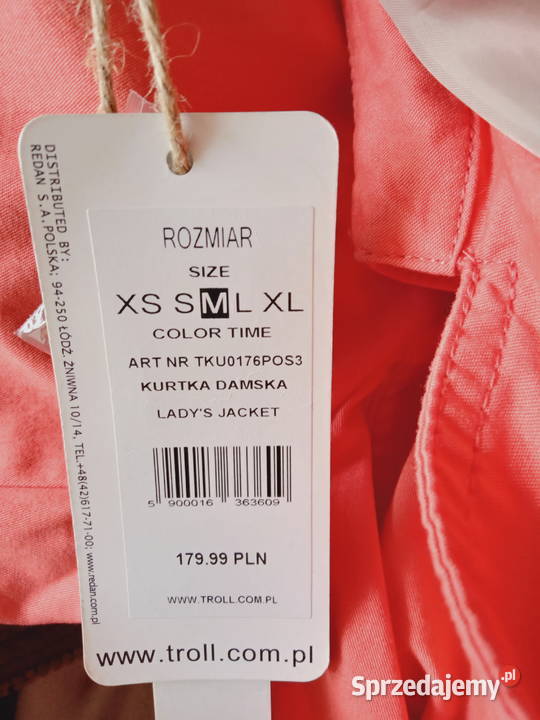 DISTRIBUTED BY:
REDAN S.A.POLSKA; 94-250 ŁÓDŹ. ŻNIWNA 10/14, TEL.+48(42)617-71-00; www.redan.com.pl
ROZMIAR
SIZE
XS S M L XL
COLOR TIME
ART NR TKU0176POS3
KURTKA DAMSKA
LADY'S JACKET
5 900016 363609
179.99 PLN
WWW.TROLL.COM.PL
www.troll.com.pl
Sprzedajemy.pl